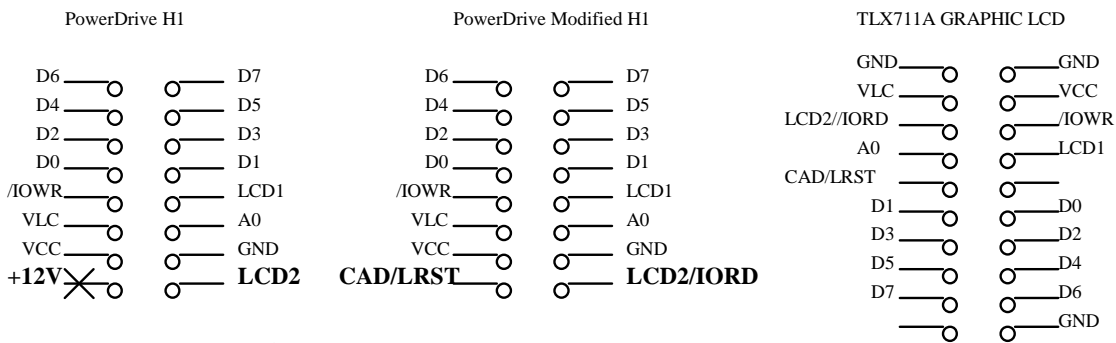 PowerDrive H1
D6 D7
D4 D5
D2 D3
D0 D1
/IOWR LCD1
VLC A0
VCC GND
+12V LCD2
PowerDrive Modified H1
D6 D7
D4 D5
D2 D3
D0 D1
/IOWR LCD1
VLC A0
VCC GND
CAD/LRST LCD2/IORD
TLX711A GRAPHIC LCD
GND GND
VLC VCC
LCD2//IORD /IOWR
A0 LCD1
CAD/LRST
D1 D0
D3 D2
D5 D4
D7 D6
GND